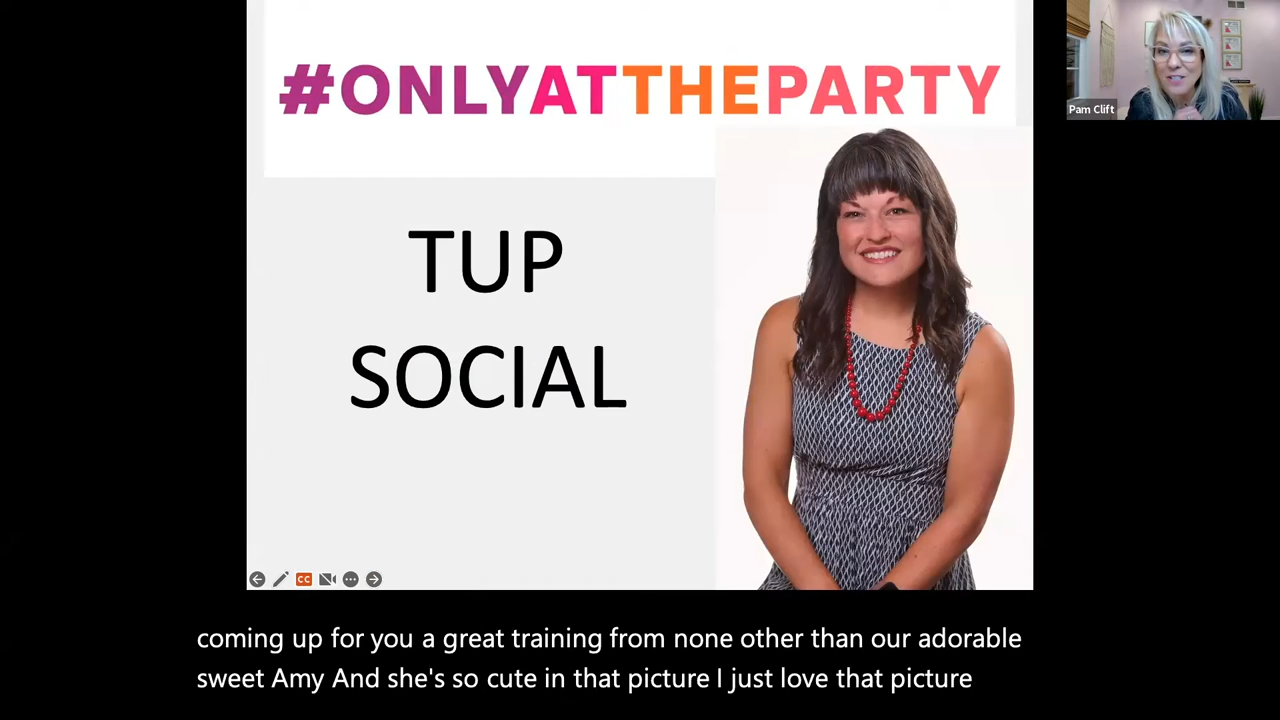 #ONLYATTHEPARTY
Pam Clift
TUP
SOCIAL
CC
coming up for you a great training from none other than our adorable
sweet Amy And she's so cute in that picture I just love that picture